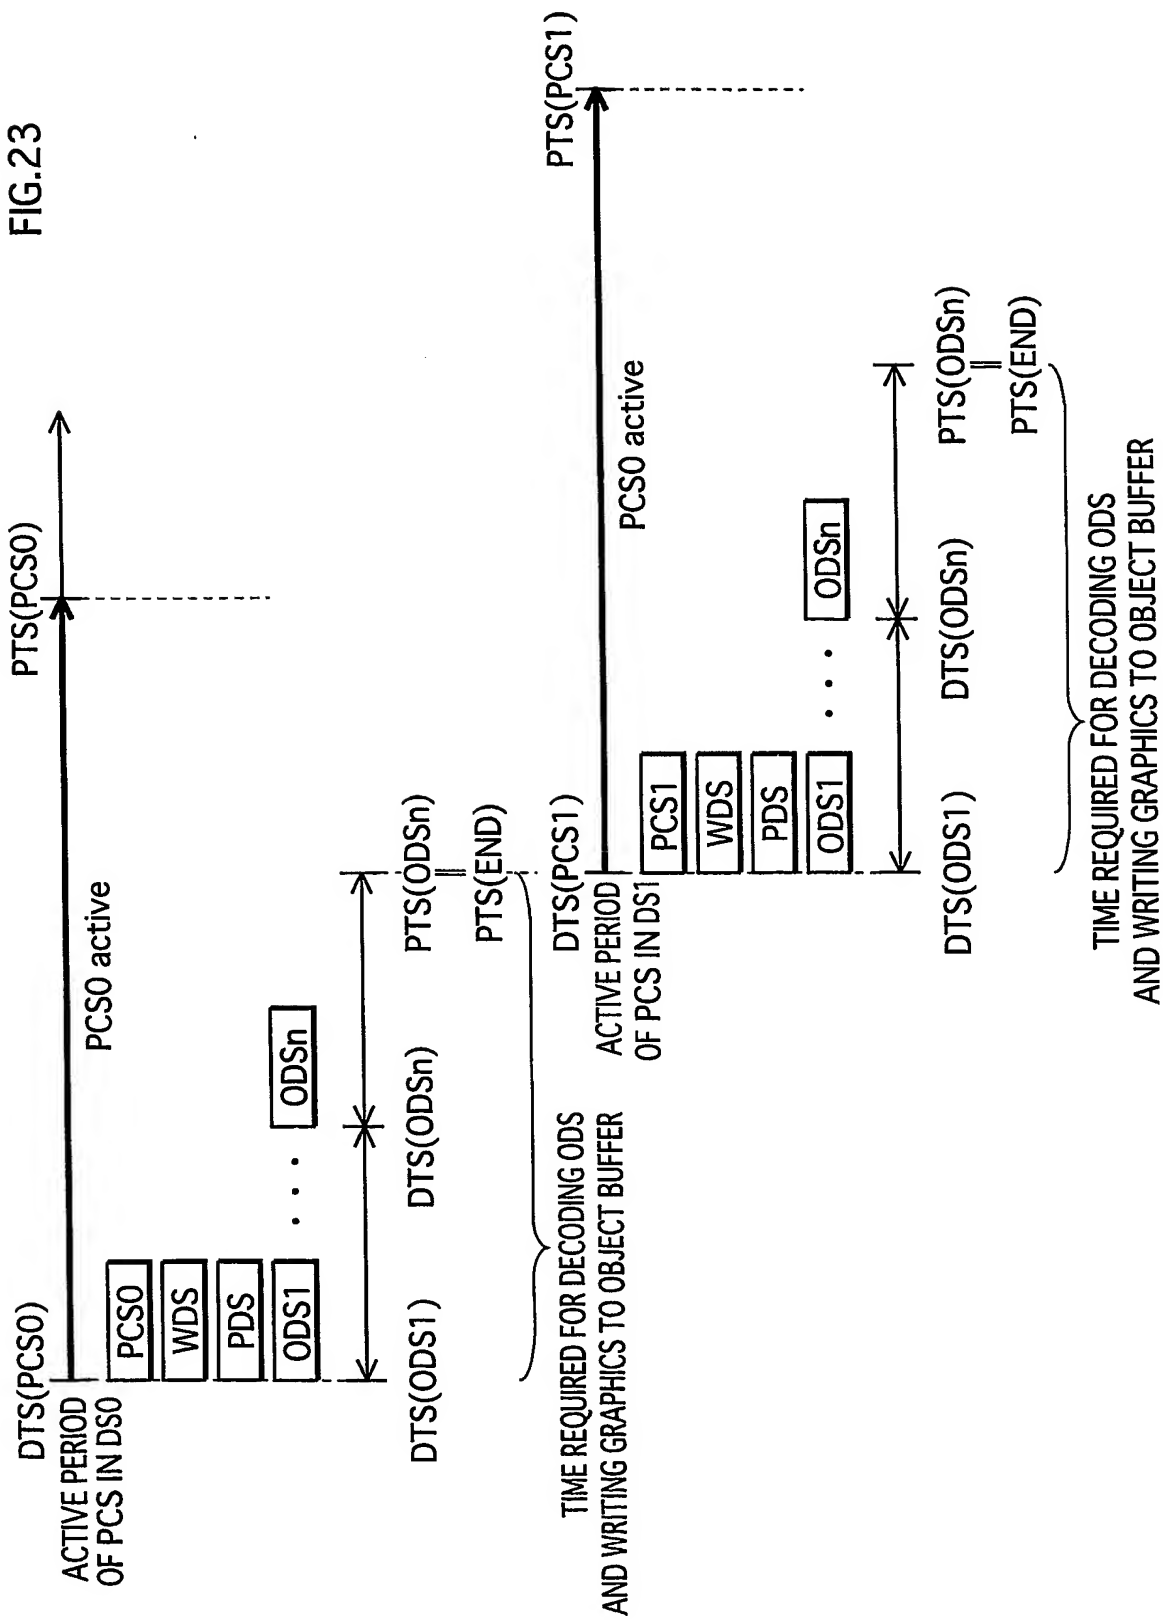 FIG.23
PTS(PCS0)
DTS(PCS0)
ACTIVE PERIOD
OF PCS IN DS0
PCS0 active
PCS0
WDS
PDS
ODS1
. . .
ODSn
DTS(ODS1)
DTS(ODSn)
PTS(ODSn)
=
PTS(END)
TIME REQUIRED FOR DECODING ODS
AND WRITING GRAPHICS TO OBJECT BUFFER
PTS(PCS1)
DTS(PCS1)
ACTIVE PERIOD
OF PCS IN DS1
PCS0 active
PCS1
WDS
PDS
ODS1
. . .
ODSn
DTS(ODS1)
DTS(ODSn)
PTS(ODSn)
=
PTS(END)
TIME REQUIRED FOR DECODING ODS
AND WRITING GRAPHICS TO OBJECT BUFFER